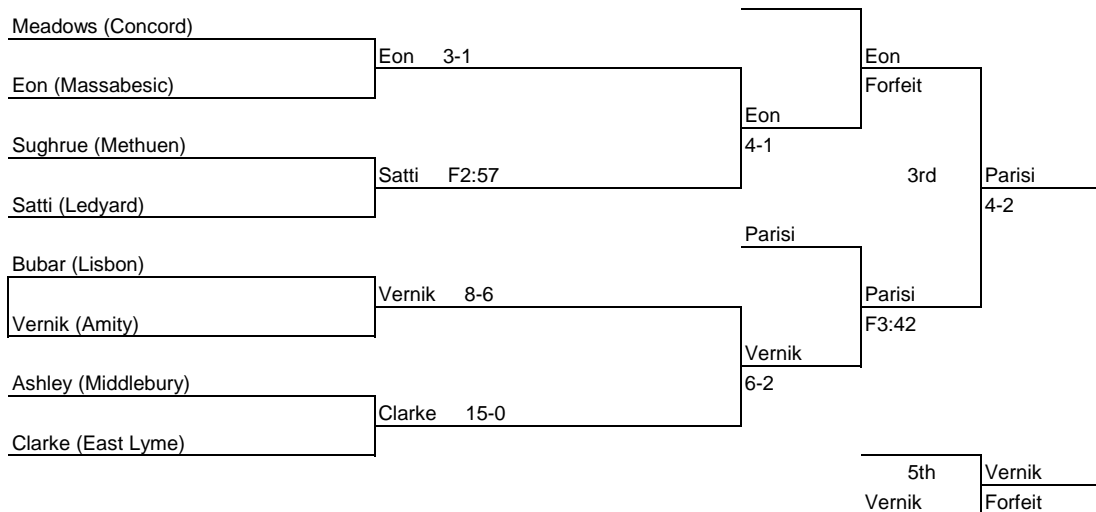 Meadows (Concord)
Eon 3-1
Eon
Eon (Massabesic)
Forfeit
Eon
Sughrue (Methuen)
4-1
Satti F2:57
3rd
Parisi
Satti (Ledyard)
4-2
Parisi
Bubar (Lisbon)
Vernik 8-6
Parisi
Vernik (Amity)
F3:42
Vernik
Ashley (Middlebury)
6-2
Clarke 15-0
Clarke (East Lyme)
5th
Vernik
Vernik
Forfeit